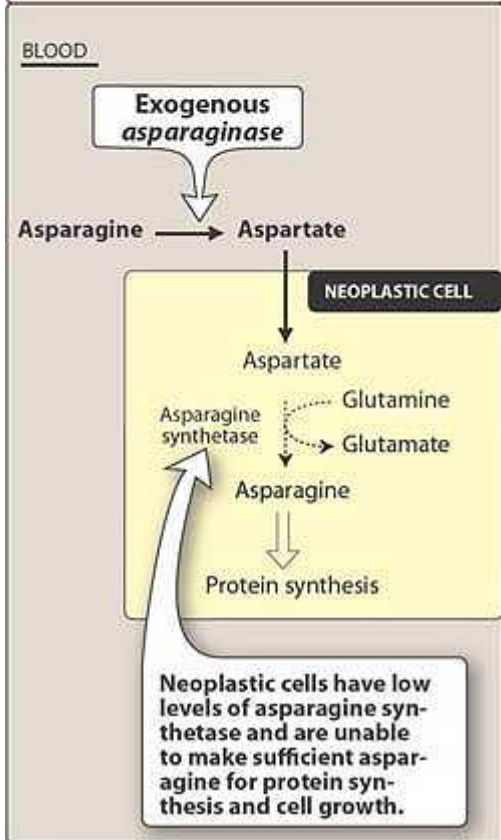 BLOOD
Exogenous
asparaginase
Asparagine
Aspartate
NEOPLASTIC CELL
Aspartate
Glutamine
Asparagine
synthetase
Glutamate
Asparagine
Protein synthesis
Neoplastic cells have low
levels of asparagine syn-
thetase and are unable
to make sufficient aspar-
agine for protein syn-
thesis and cell growth.